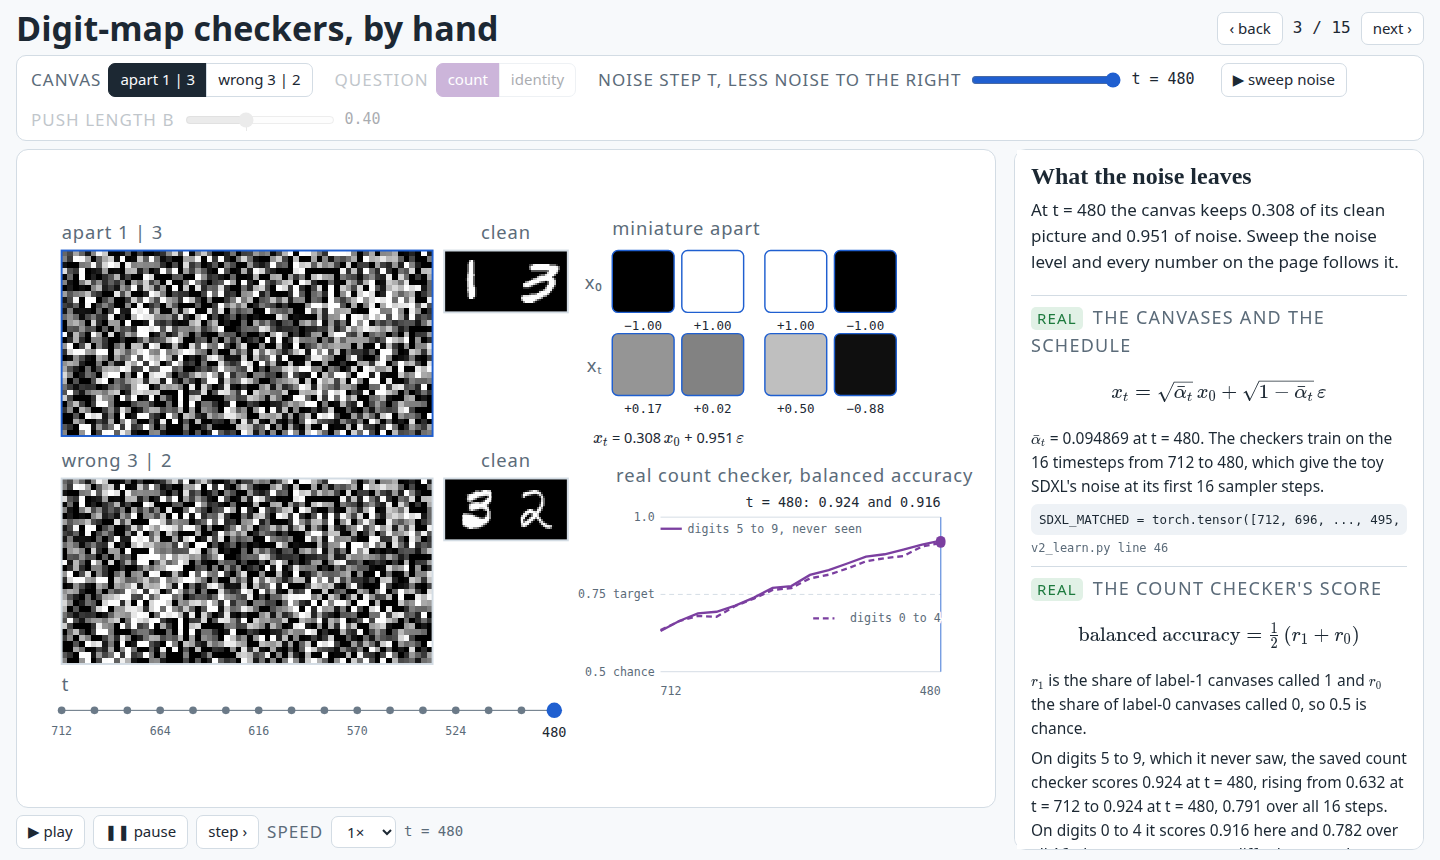 Digit-map checkers, by hand
‹ back 3 / 15 next ›
CANVAS apart 1 | 3 wrong 3 | 2 QUESTION count identity NOISE STEP T, LESS NOISE TO THE RIGHT t = 480 ▶ sweep noise
PUSH LENGTH B 0.40
apart 1 | 3 clean
1 3
wrong 3 | 2 clean
3 2
t
712 664 616 570 524 480
miniature apart
x₀
−1.00 +1.00 +1.00 −1.00
xₜ
+0.17 +0.02 +0.50 −0.88
xₜ = 0.308 x₀ + 0.951 ε
real count checker, balanced accuracy
t = 480: 0.924 and 0.916
1.0
digits 5 to 9, never seen
0.75 target
digits 0 to 4
0.5 chance
712 480
What the noise leaves
At t = 480 the canvas keeps 0.308 of its clean
picture and 0.951 of noise. Sweep the noise
level and every number on the page follows it.
REAL THE CANVASES AND THE
SCHEDULE
xₜ = √ᾱₜ x₀ + √1 − ᾱₜ ε
ᾱₜ = 0.094869 at t = 480. The checkers train on the
16 timesteps from 712 to 480, which give the toy
SDXL's noise at its first 16 sampler steps.
SDXL_MATCHED = torch.tensor([712, 696, ..., 495,
v2_learn.py line 46
REAL THE COUNT CHECKER'S SCORE
balanced accuracy = ½ (r₁ + r₀)
r₁ is the share of label-1 canvases called 1 and r₀
the share of label-0 canvases called 0, so 0.5 is
chance.
On digits 5 to 9, which it never saw, the saved count
checker scores 0.924 at t = 480, rising from 0.632 at
t = 712 to 0.924 at t = 480, 0.791 over all 16 steps.
On digits 0 to 4 it scores 0.916 here and 0.782 over
▶ play ❚❚ pause step › SPEED 1× t = 480